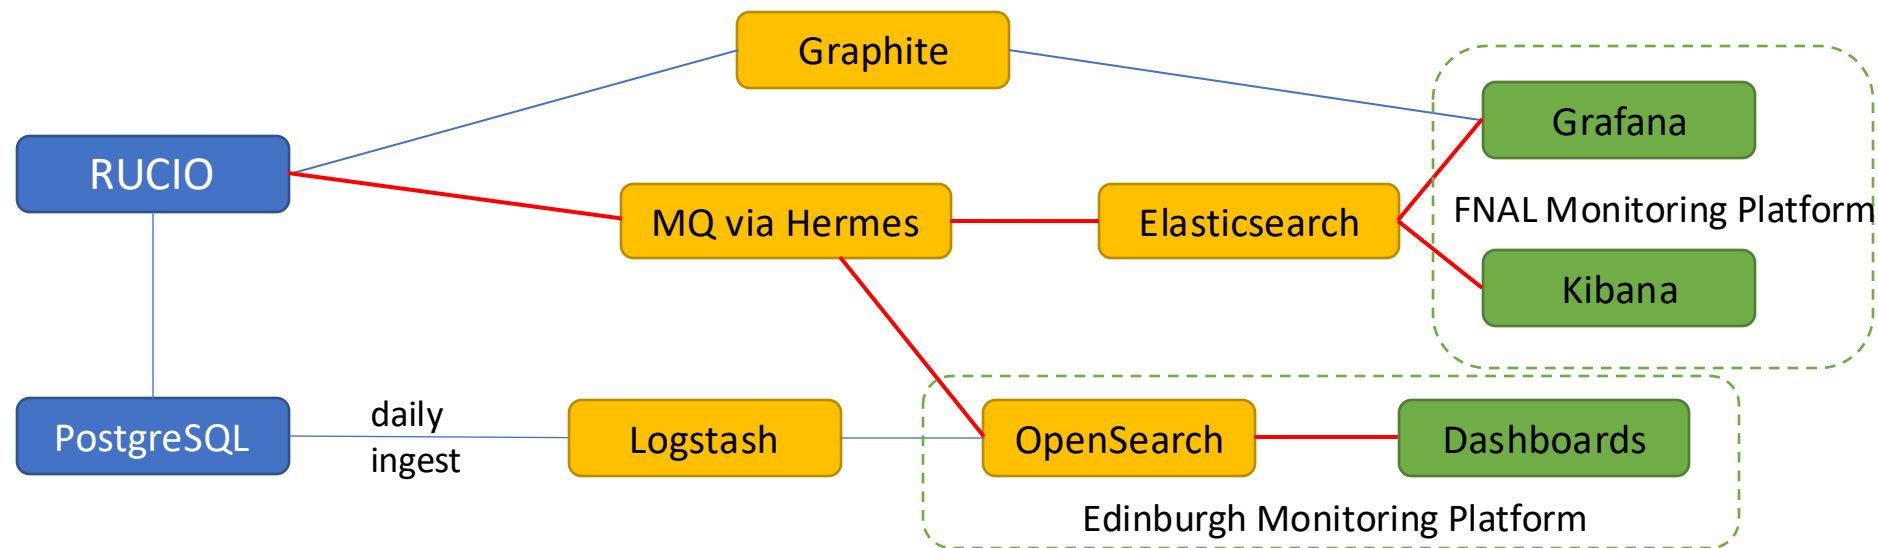 Graphite
Grafana
RUCIO
MQ via Hermes
Elasticsearch
FNAL Monitoring Platform
Kibana
PostgreSQL
daily
ingest
Logstash
OpenSearch
Dashboards
Edinburgh Monitoring Platform